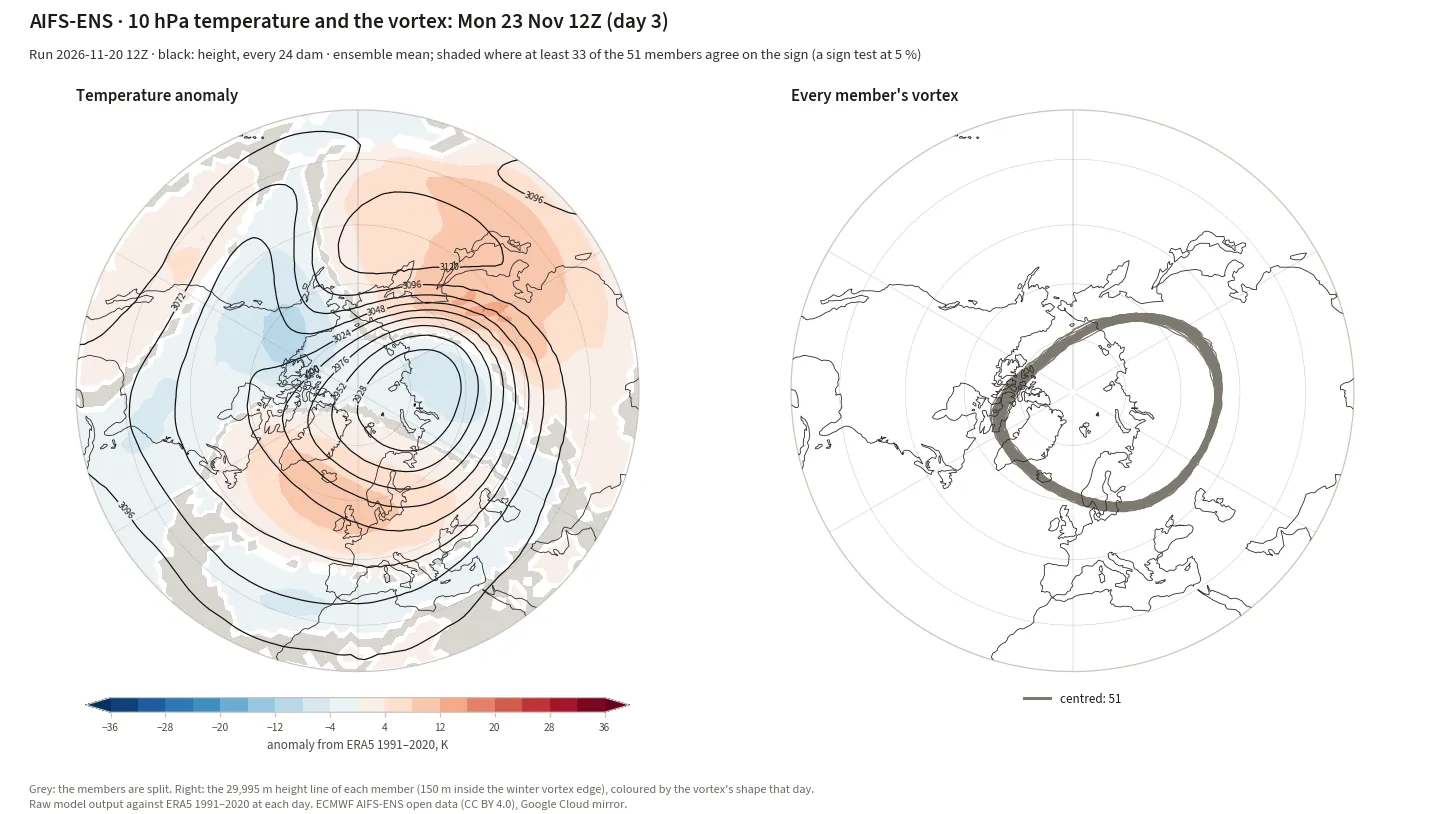 AIFS-ENS · 10 hPa temperature and the vortex: Mon 23 Nov 12Z (day 3)
Run 2026-11-20 12Z · black: height, every 24 dam · ensemble mean; shaded where at least 33 of the 51 members agree on the sign (a sign test at 5 %)
Temperature anomaly
Every member's vortex
3096
3120
3096
3072
3048
3024
2976
2952
2928
3096
−36 −28 −20 −12 −4 4 12 20 28 36
anomaly from ERA5 1991–2020, K
centred: 51
Grey: the members are split. Right: the 29,995 m height line of each member (150 m inside the winter vortex edge), coloured by the vortex's shape that day.
Raw model output against ERA5 1991–2020 at each day. ECMWF AIFS-ENS open data (CC BY 4.0), Google Cloud mirror.